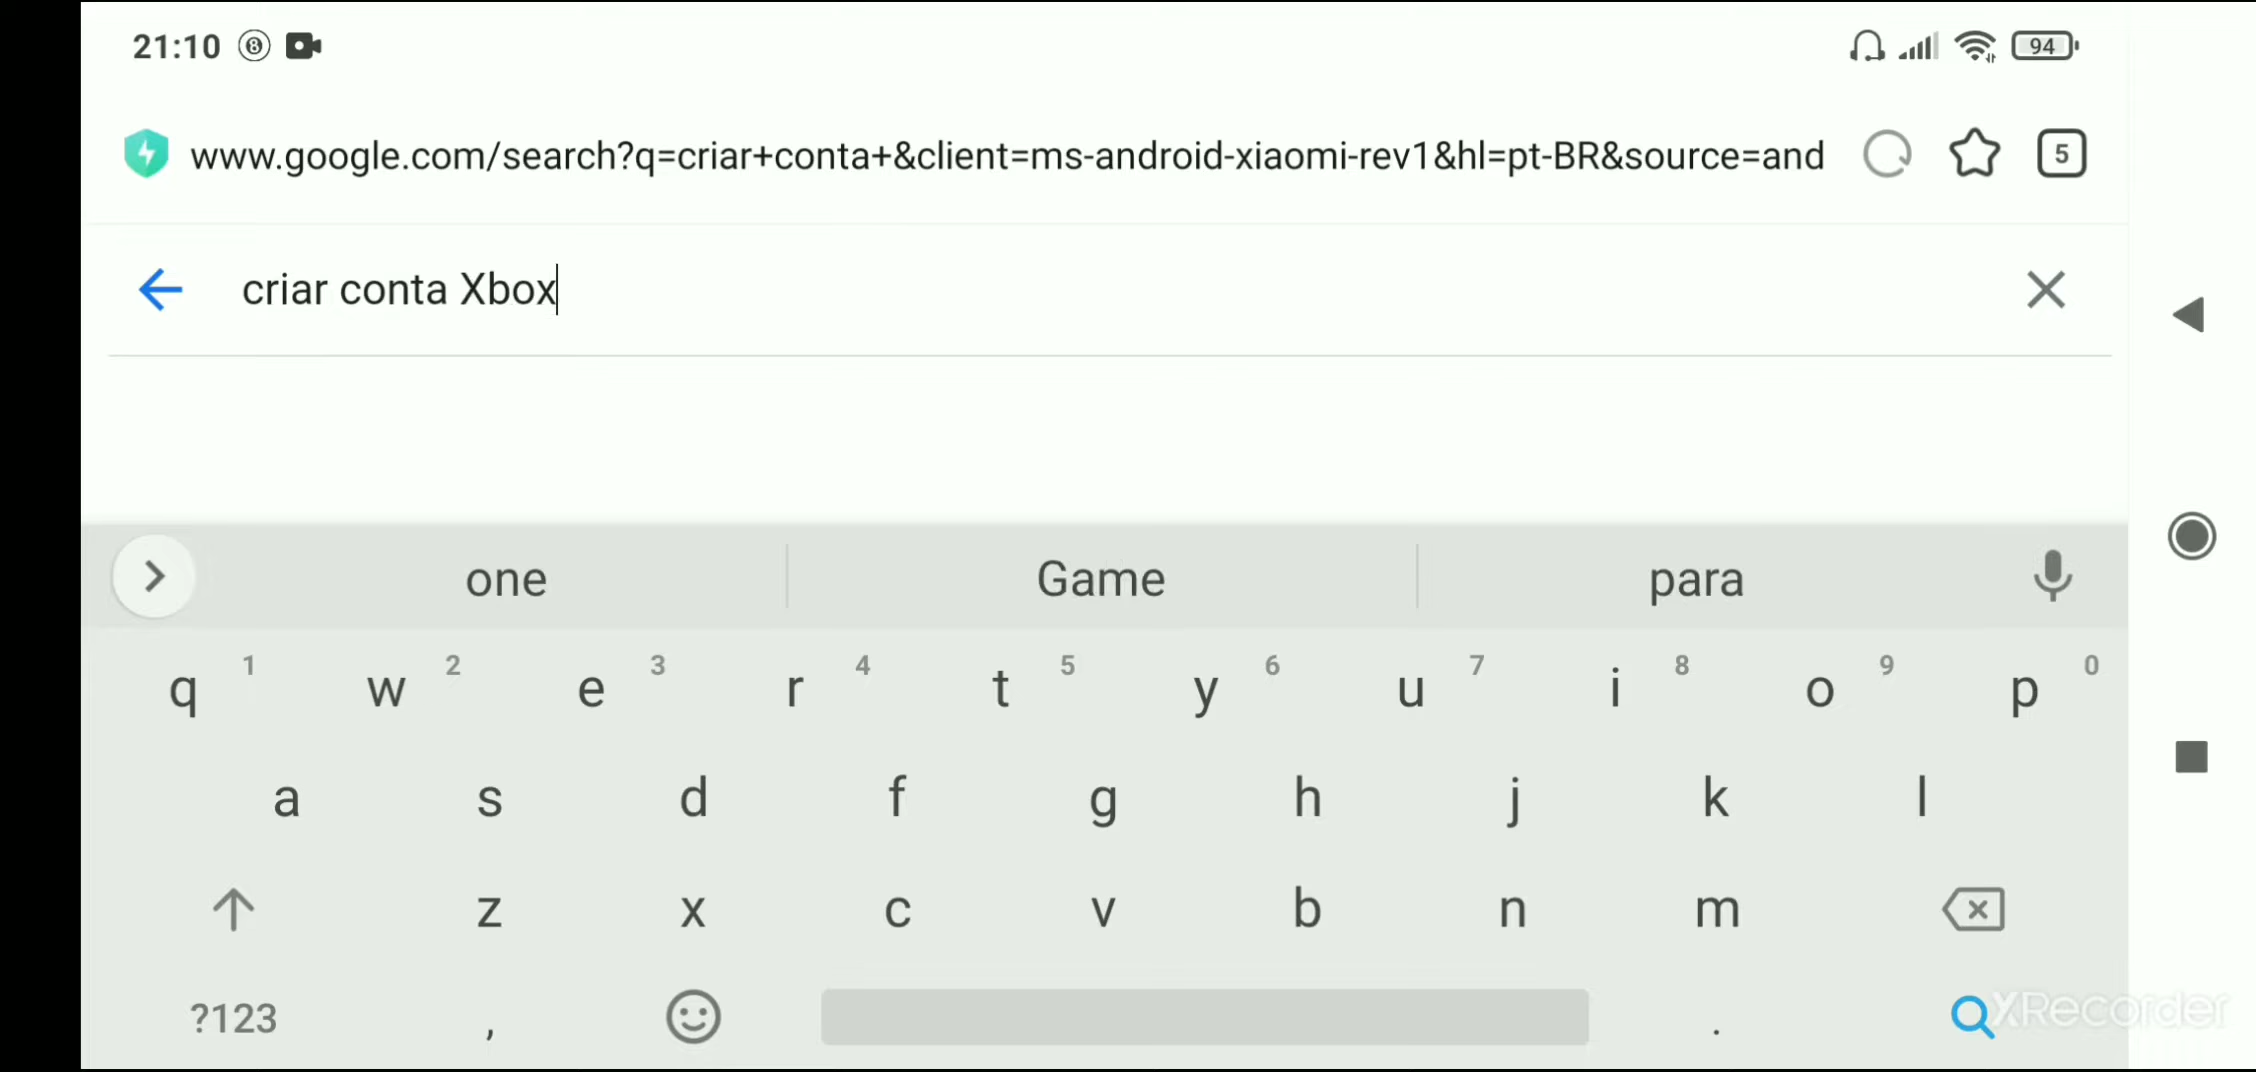 21:10 8 94
www.google.com/search?q=criar+conta+&client=ms-android-xiaomi-rev1&hl=pt-BR&source=and 5
criar conta Xbox
one Game para
q 1 w 2 e 3 r 4 t 5 y 6 u 7 i 8 o 9 p 0
a s d f g h j k l
z x c v b n m
?123 , .
XRecorder